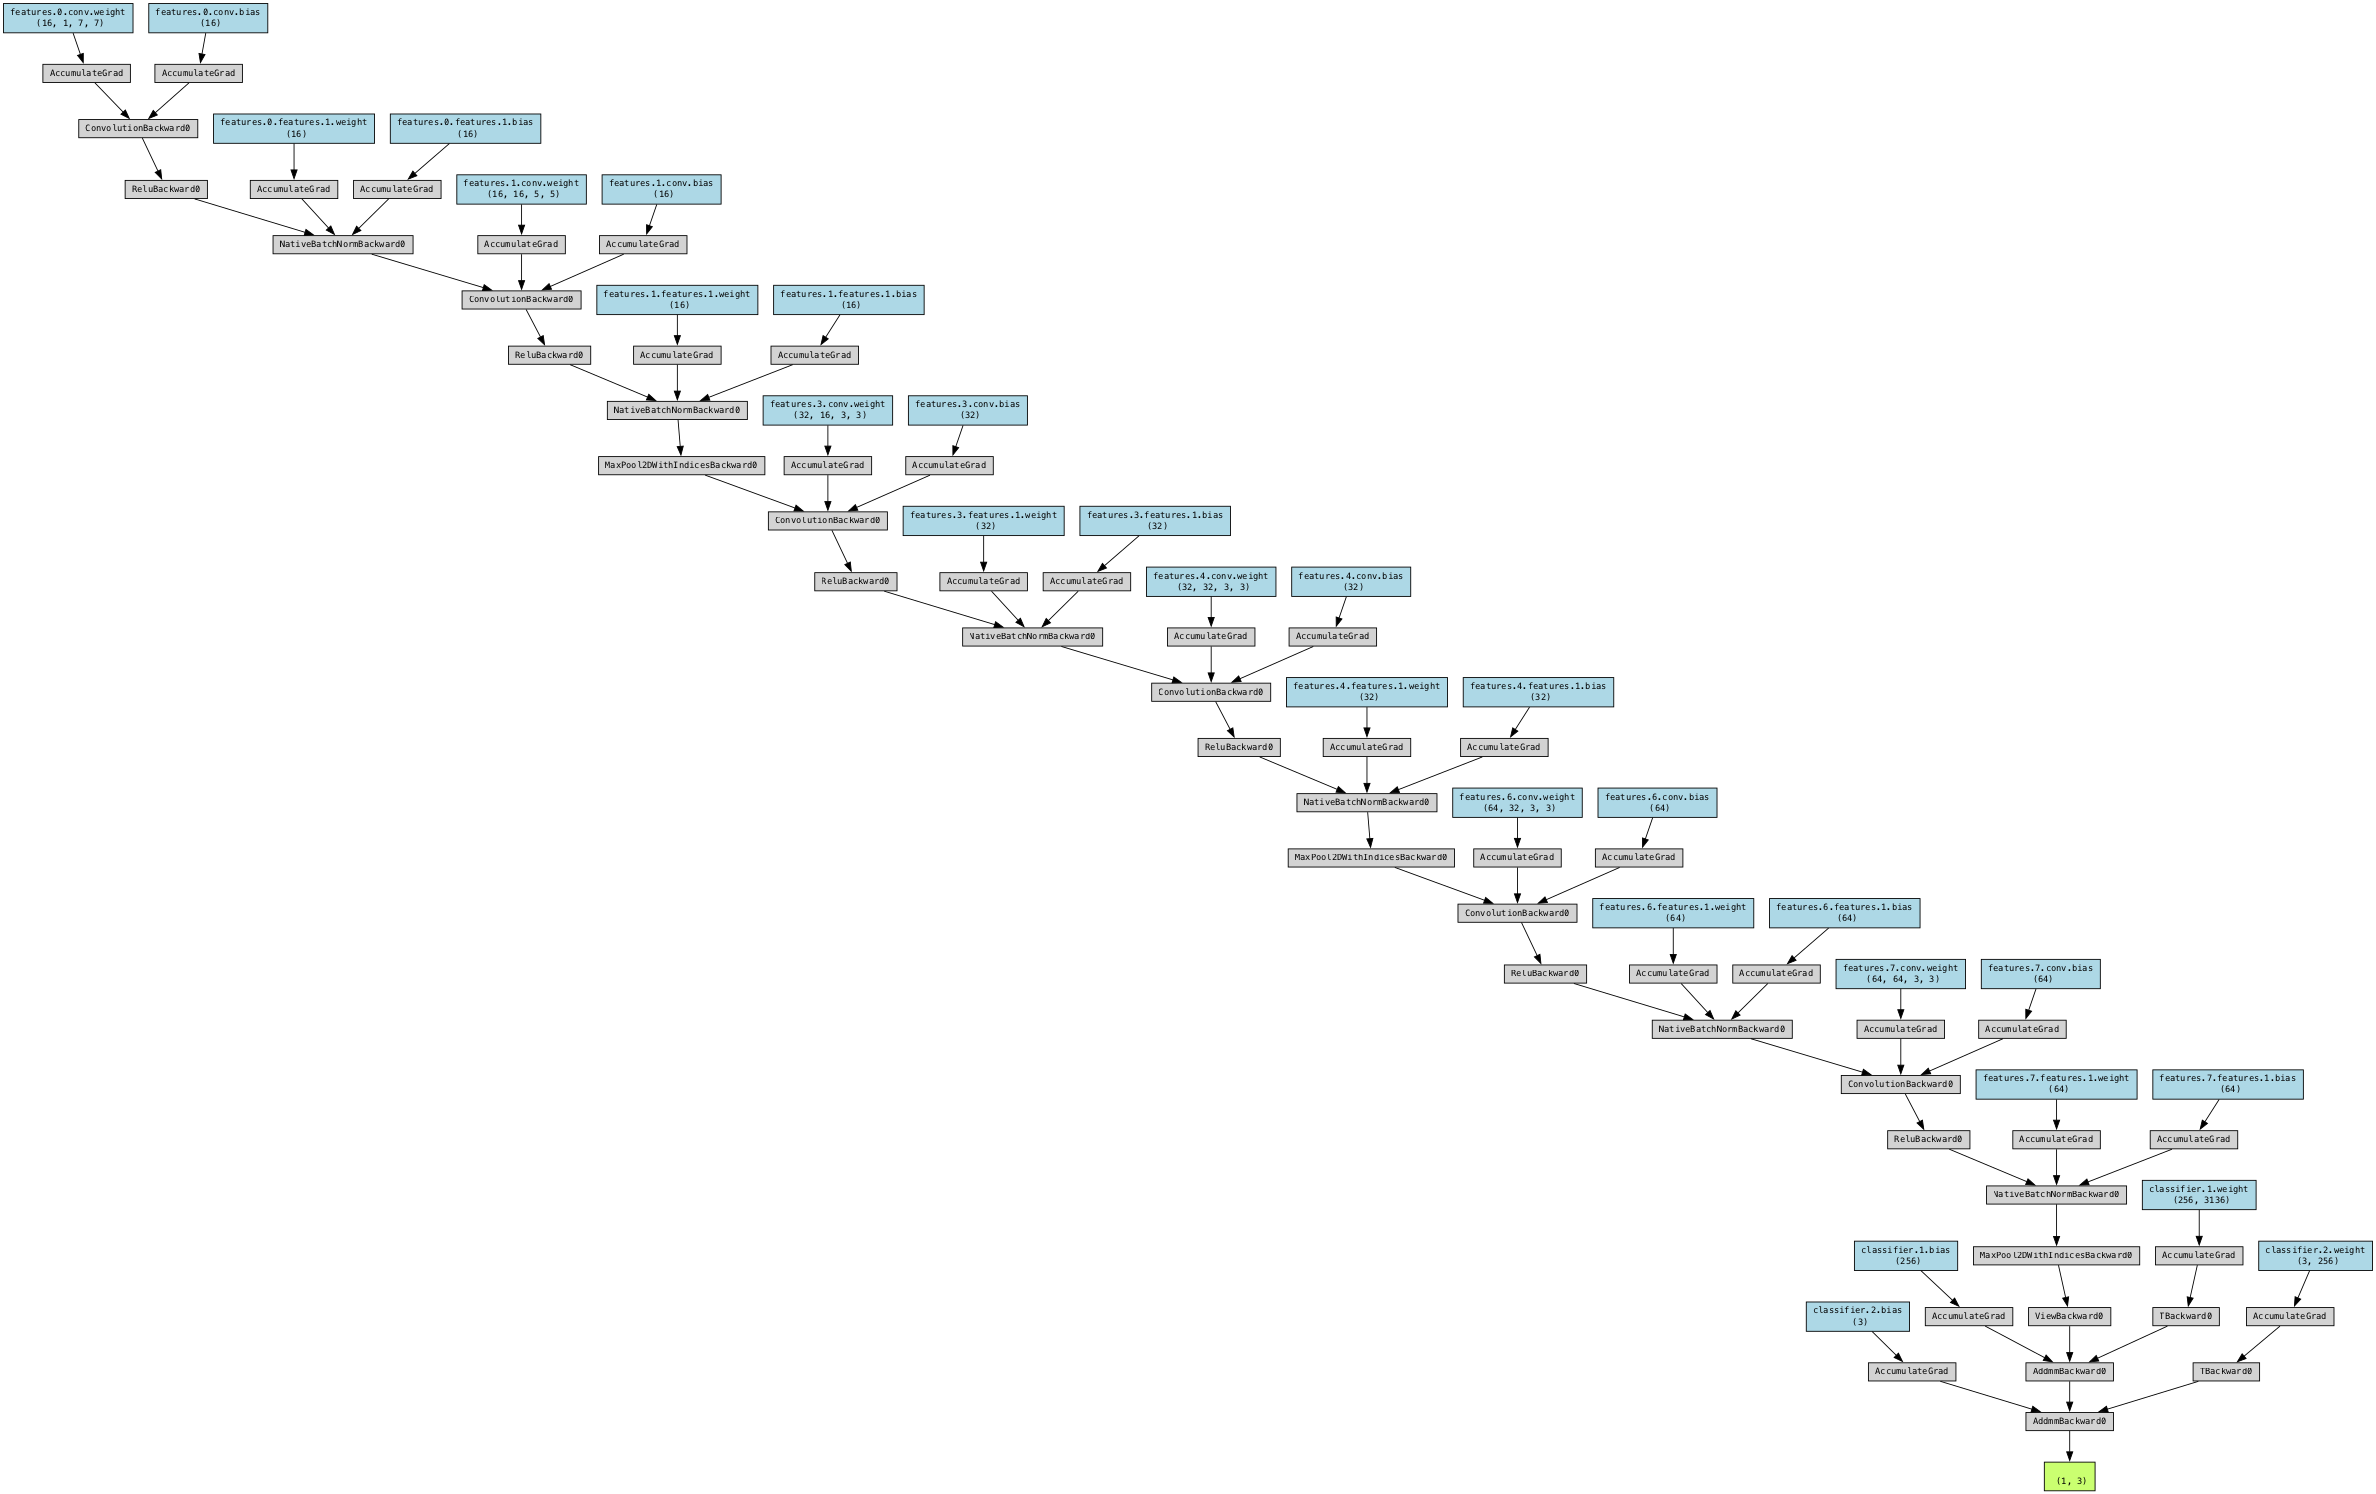 features.0.conv.weight
(16, 1, 7, 7)
features.0.conv.bias
(16)
AccumulateGrad
AccumulateGrad
ConvolutionBackward0
features.0.features.1.weight
(16)
features.0.features.1.bias
(16)
ReluBackward0
AccumulateGrad
AccumulateGrad
features.1.conv.weight
(16, 16, 5, 5)
features.1.conv.bias
(16)
NativeBatchNormBackward0
AccumulateGrad
AccumulateGrad
ConvolutionBackward0
features.1.features.1.weight
(16)
features.1.features.1.bias
(16)
ReluBackward0
AccumulateGrad
AccumulateGrad
NativeBatchNormBackward0
features.3.conv.weight
(32, 16, 3, 3)
features.3.conv.bias
(32)
MaxPool2DWithIndicesBackward0
AccumulateGrad
AccumulateGrad
ConvolutionBackward0
features.3.features.1.weight
(32)
features.3.features.1.bias
(32)
ReluBackward0
AccumulateGrad
AccumulateGrad
features.4.conv.weight
(32, 32, 3, 3)
features.4.conv.bias
(32)
NativeBatchNormBackward0
AccumulateGrad
AccumulateGrad
ConvolutionBackward0
features.4.features.1.weight
(32)
features.4.features.1.bias
(32)
ReluBackward0
AccumulateGrad
AccumulateGrad
NativeBatchNormBackward0
features.6.conv.weight
(64, 32, 3, 3)
features.6.conv.bias
(64)
MaxPool2DWithIndicesBackward0
AccumulateGrad
AccumulateGrad
ConvolutionBackward0
features.6.features.1.weight
(64)
features.6.features.1.bias
(64)
ReluBackward0
AccumulateGrad
AccumulateGrad
features.7.conv.weight
(64, 64, 3, 3)
features.7.conv.bias
(64)
NativeBatchNormBackward0
AccumulateGrad
AccumulateGrad
ConvolutionBackward0
features.7.features.1.weight
(64)
features.7.features.1.bias
(64)
ReluBackward0
AccumulateGrad
AccumulateGrad
NativeBatchNormBackward0
classifier.1.weight
(256, 3136)
classifier.1.bias
(256)
MaxPool2DWithIndicesBackward0
AccumulateGrad
classifier.2.weight
(3, 256)
classifier.2.bias
(3)
AccumulateGrad
ViewBackward0
TBackward0
AccumulateGrad
AccumulateGrad
AddmmBackward0
TBackward0
AddmmBackward0
(1, 3)